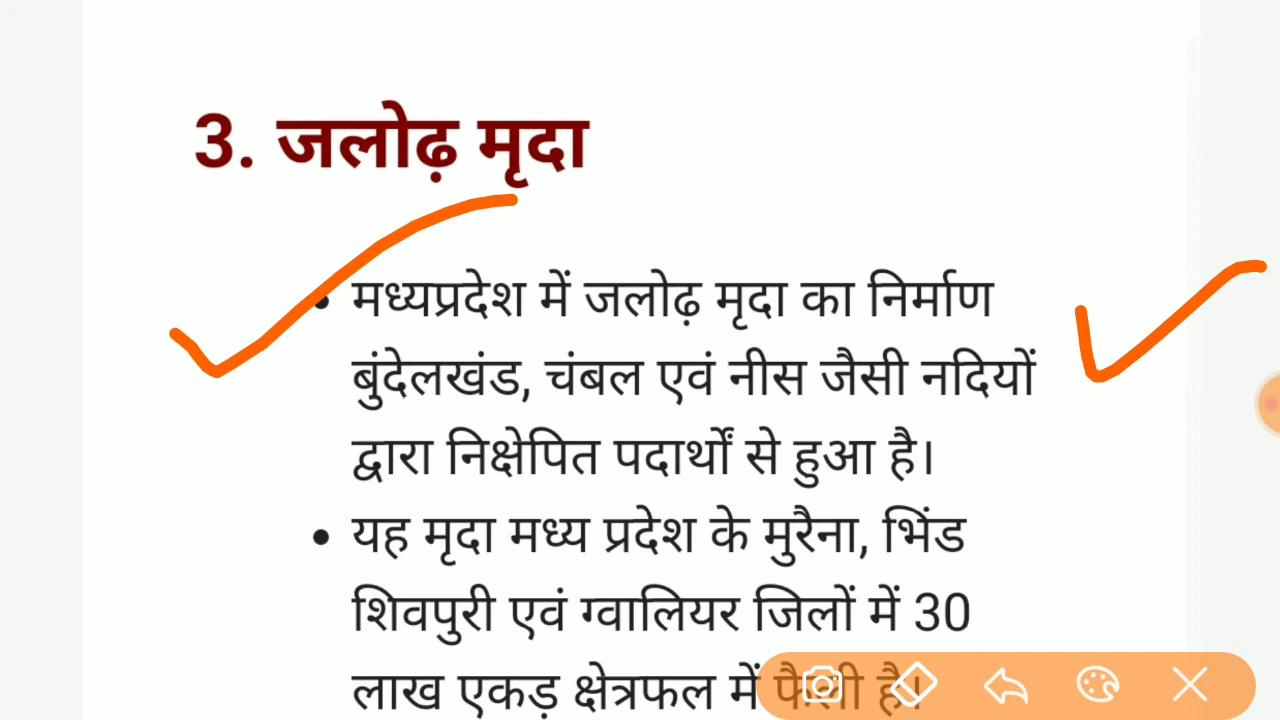 3. जलोढ़ मृदा
• मध्यप्रदेश में जलोढ़ मृदा का निर्माण
बुंदेलखंड, चंबल एवं नीस जैसी नदियों
द्वारा निक्षेपित पदार्थों से हुआ है।
• यह मृदा मध्य प्रदेश के मुरैना, भिंड
शिवपुरी एवं ग्वालियर जिलों में 30
लाख एकड़ क्षेत्रफल में फैली है।